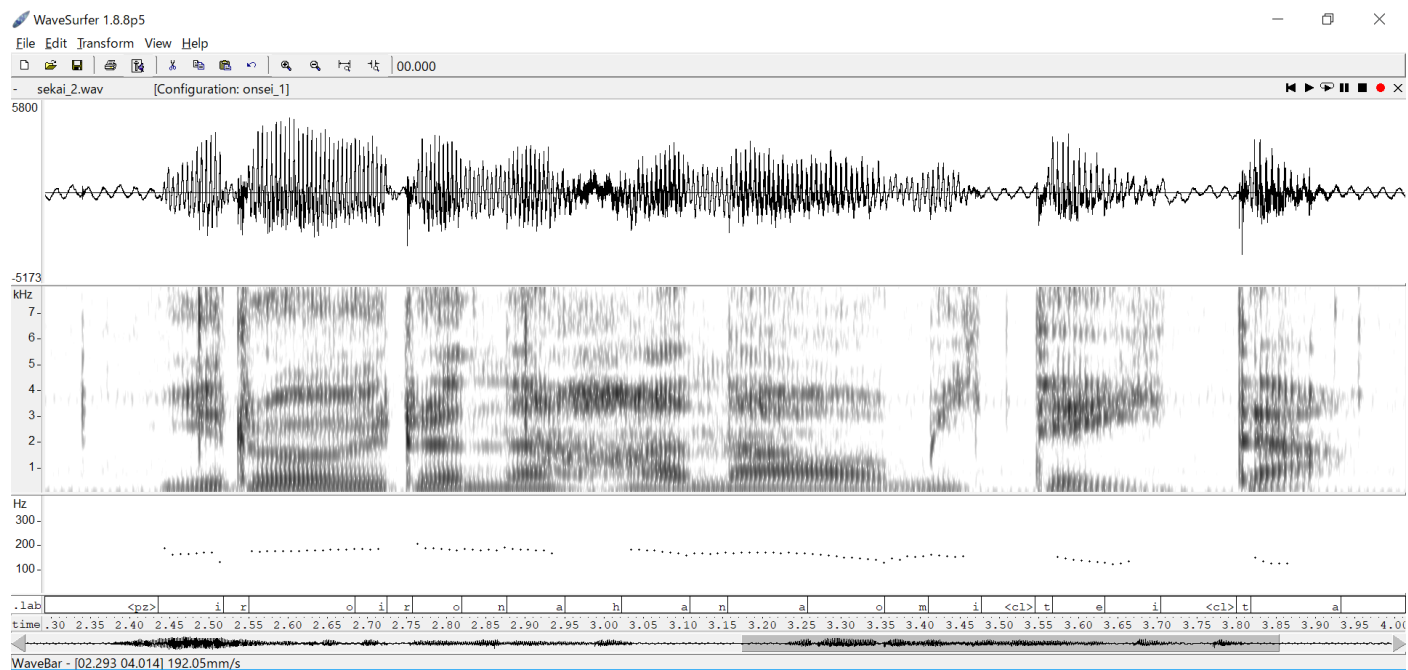 WaveSurfer 1.8.8p5
File Edit Transform View Help
00.000
- sekai_2.wav [Configuration: onsei_1]
5800
-5173
kHz
7
6
5
4
3
2
1
Hz
300
200
100
.lab <pz> i r o i r o n a h a n a o m i <cl> t e i <cl> t a
time .30 2.35 2.40 2.45 2.50 2.55 2.60 2.65 2.70 2.75 2.80 2.85 2.90 2.95 3.00 3.05 3.10 3.15 3.20 3.25 3.30 3.35 3.40 3.45 3.50 3.55 3.60 3.65 3.70 3.75 3.80 3.85 3.90 3.95 4.00
WaveBar - [02.293 04.014] 192.05mm/s